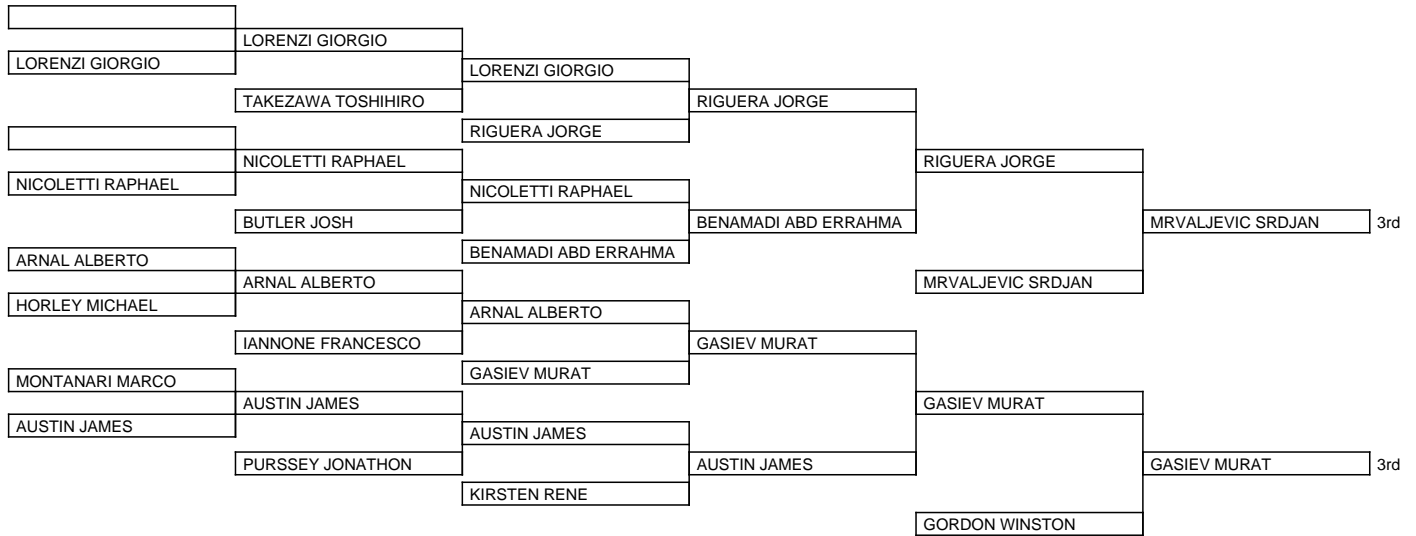 LORENZI GIORGIO
LORENZI GIORGIO
LORENZI GIORGIO
TAKEZAWA TOSHIHIRO
RIGUERA JORGE
RIGUERA JORGE
NICOLETTI RAPHAEL
RIGUERA JORGE
NICOLETTI RAPHAEL
NICOLETTI RAPHAEL
BUTLER JOSH
BENAMADI ABD ERRAHMA
MRVALJEVIC SRDJAN 3rd
BENAMADI ABD ERRAHMA
ARNAL ALBERTO
ARNAL ALBERTO
MRVALJEVIC SRDJAN
HORLEY MICHAEL
ARNAL ALBERTO
IANNONE FRANCESCO
GASIEV MURAT
GASIEV MURAT
MONTANARI MARCO
AUSTIN JAMES
GASIEV MURAT
AUSTIN JAMES
AUSTIN JAMES
PURSSEY JONATHON
AUSTIN JAMES
GASIEV MURAT 3rd
KIRSTEN RENE
GORDON WINSTON